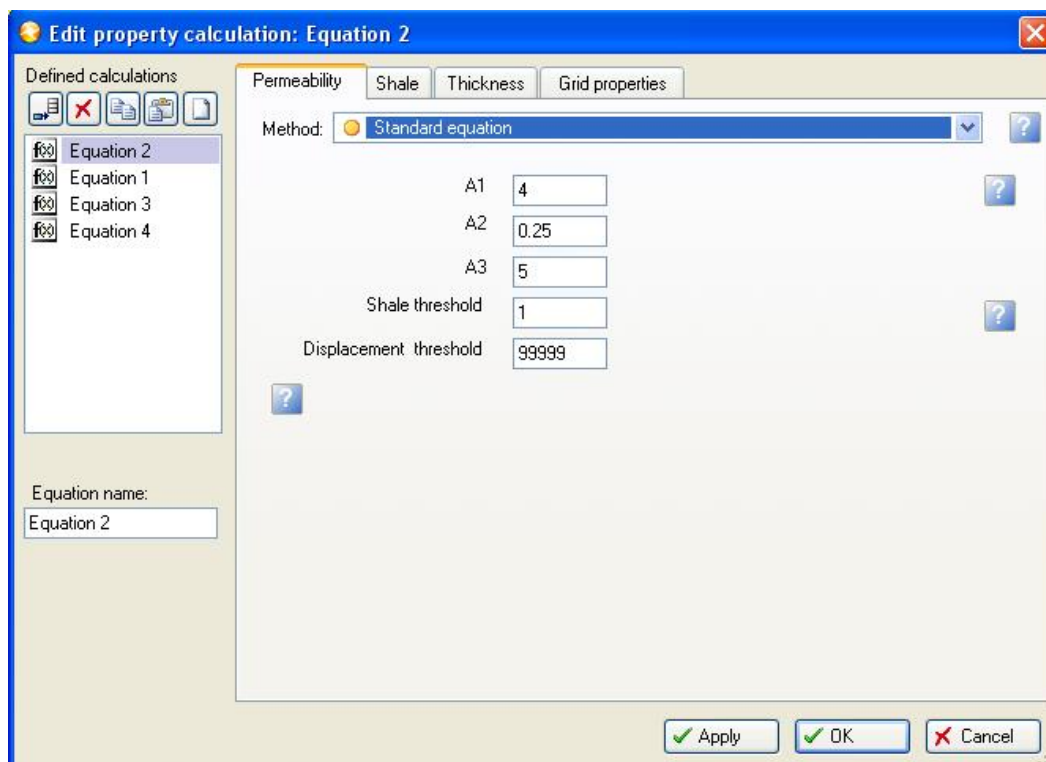 Edit property calculation: Equation 2
Defined calculations
f(x) Equation 2
f(x) Equation 1
f(x) Equation 3
f(x) Equation 4
Equation name:
Equation 2
Permeability Shale Thickness Grid properties
Method: Standard equation ?
A1 4 ?
A2 0.25
A3 5
Shale threshold 1 ?
Displacement threshold 99999
?
Apply OK Cancel